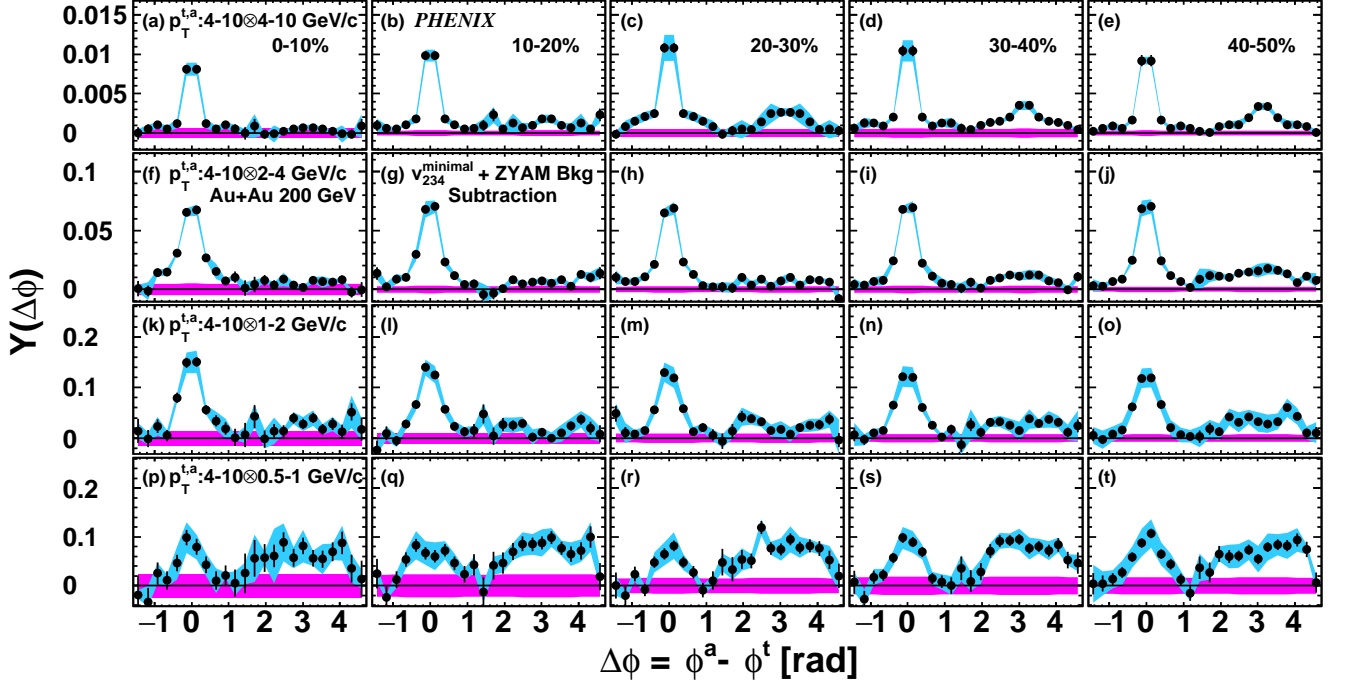 (a) p_T^{t,a}:4-10⊗4-10 GeV/c
0-10%
(b) PHENIX
10-20%
(c)
20-30%
(d)
30-40%
(e)
40-50%
0.015
0.01
0.005
0
(f) p_T^{t,a}:4-10⊗2-4 GeV/c
Au+Au 200 GeV
(g) v_{234}^{minimal} + ZYAM Bkg
Subtraction
(h)
(i)
(j)
0.1
0.05
0
(k) p_T^{t,a}:4-10⊗1-2 GeV/c
(l)
(m)
(n)
(o)
0.2
0.1
0
(p) p_T^{t,a}:4-10⊗0.5-1 GeV/c
(q)
(r)
(s)
(t)
0.2
0.1
0
Y(Δϕ)
−1 0 1 2 3 4
−1 0 1 2 3 4
−1 0 1 2 3 4
−1 0 1 2 3 4
−1 0 1 2 3 4
Δϕ = ϕ^a- ϕ^t [rad]